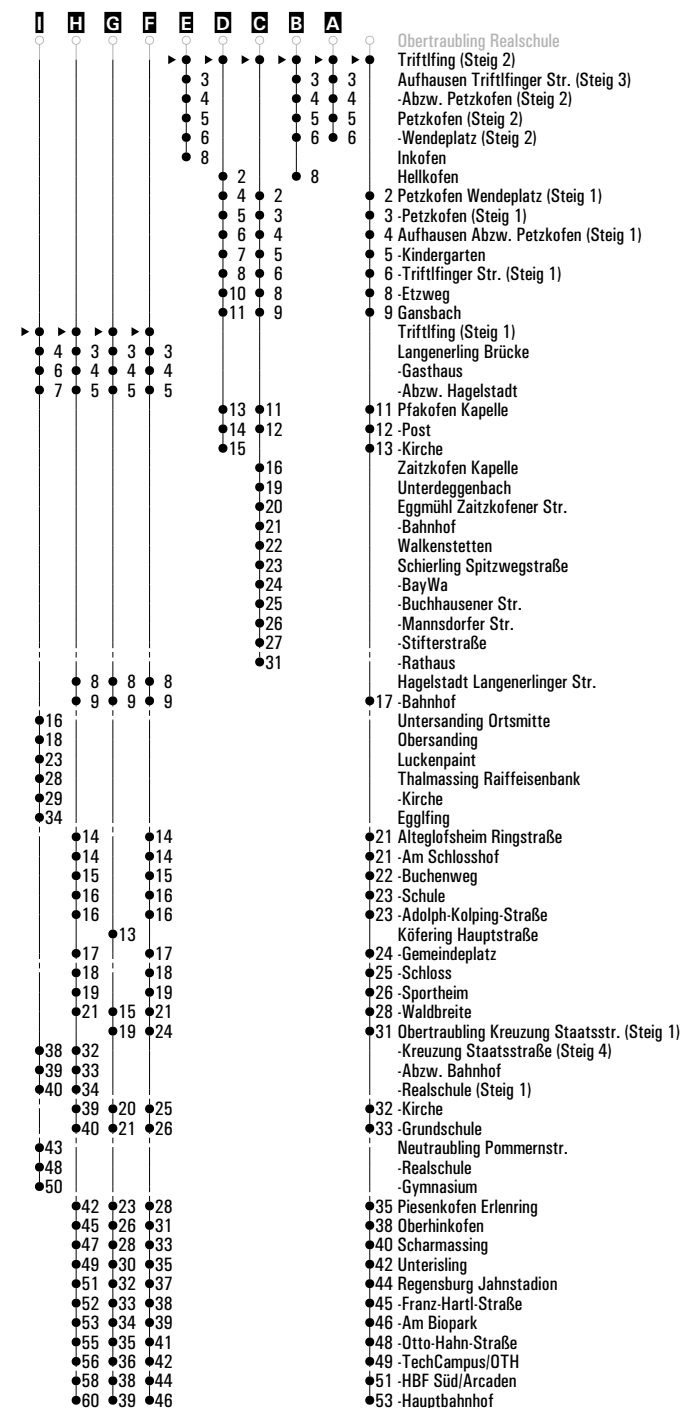 I H G F E D C B A
Obertraubling Realschule
Triftlfing (Steig 2)
3 3 3 Aufhausen Triftlfinger Str. (Steig 3)
4 4 4 -Abzw. Petzkofen (Steig 2)
5 5 5 Petzkofen (Steig 2)
6 6 6 -Wendeplatz (Steig 2)
8 Inkofen
2 8 Hellkofen
4 2 2 Petzkofen Wendeplatz (Steig 1)
5 3 3 -Petzkofen (Steig 1)
6 4 4 Aufhausen Abzw. Petzkofen (Steig 1)
7 5 5 -Kindergarten
8 6 6 -Triftlfinger Str. (Steig 1)
10 8 8 -Etzweg
11 9 9 Gansbach
Triftlfing (Steig 1)
4 3 3 3 Langenerling Brücke
6 4 4 4 -Gasthaus
7 5 5 5 -Abzw. Hagelstadt
13 11 11 Pfakofen Kapelle
14 12 12 -Post
15 13 -Kirche
16 Zaitzkofen Kapelle
19 Unterdeggenbach
20 Eggmühl Zaitzkofener Str.
21 -Bahnhof
22 Walkenstetten
23 Schierling Spitzwegstraße
24 -BayWa
25 -Buchhausener Str.
26 -Mannsdorfer Str.
27 -Stifterstraße
31 -Rathaus
8 8 8 Hagelstadt Langenerlinger Str.
9 9 9 17 -Bahnhof
16 Untersanding Ortsmitte
18 Obersanding
23 Luckenpaint
28 Thalmassing Raiffeisenbank
29 -Kirche
34 Egglfing
14 14 21 Alteglofsheim Ringstraße
14 14 21 -Am Schlosshof
15 15 22 -Buchenweg
16 16 23 -Schule
16 16 23 -Adolph-Kolping-Straße
13 Köfering Hauptstraße
17 17 24 -Gemeindeplatz
18 18 25 -Schloss
19 19 26 -Sportheim
21 15 21 28 -Waldbreite
19 24 31 Obertraubling Kreuzung Staatsstr. (Steig 1)
38 32 -Kreuzung Staatsstraße (Steig 4)
39 33 -Abzw. Bahnhof
40 34 -Realschule (Steig 1)
39 20 25 32 -Kirche
40 21 26 33 -Grundschule
43 Neutraubling Pommernstr.
48 -Realschule
50 -Gymnasium
42 23 28 35 Piesenkofen Erlenring
45 26 31 38 Oberhinkofen
47 28 33 40 Scharmassing
49 30 35 42 Unterisling
51 32 37 44 Regensburg Jahnstadion
52 33 38 45 -Franz-Hartl-Straße
53 34 39 46 -Am Biopark
55 35 41 48 -Otto-Hahn-Straße
56 36 42 49 -TechCampus/OTH
58 38 44 51 -HBF Süd/Arcaden
60 39 46 53 -Hauptbahnhof